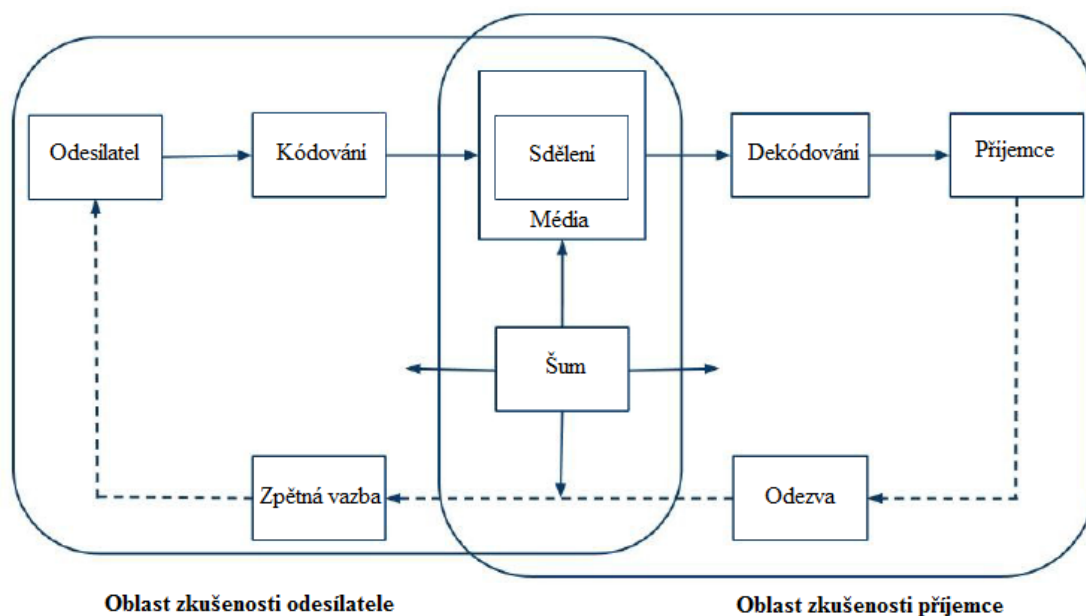 Odesílatel
Kódování
Sdělení
Média
Dekódování
Příjemce
Šum
Zpětná vazba
Odezva
Oblast zkušenosti odesílatele
Oblast zkušenosti příjemce